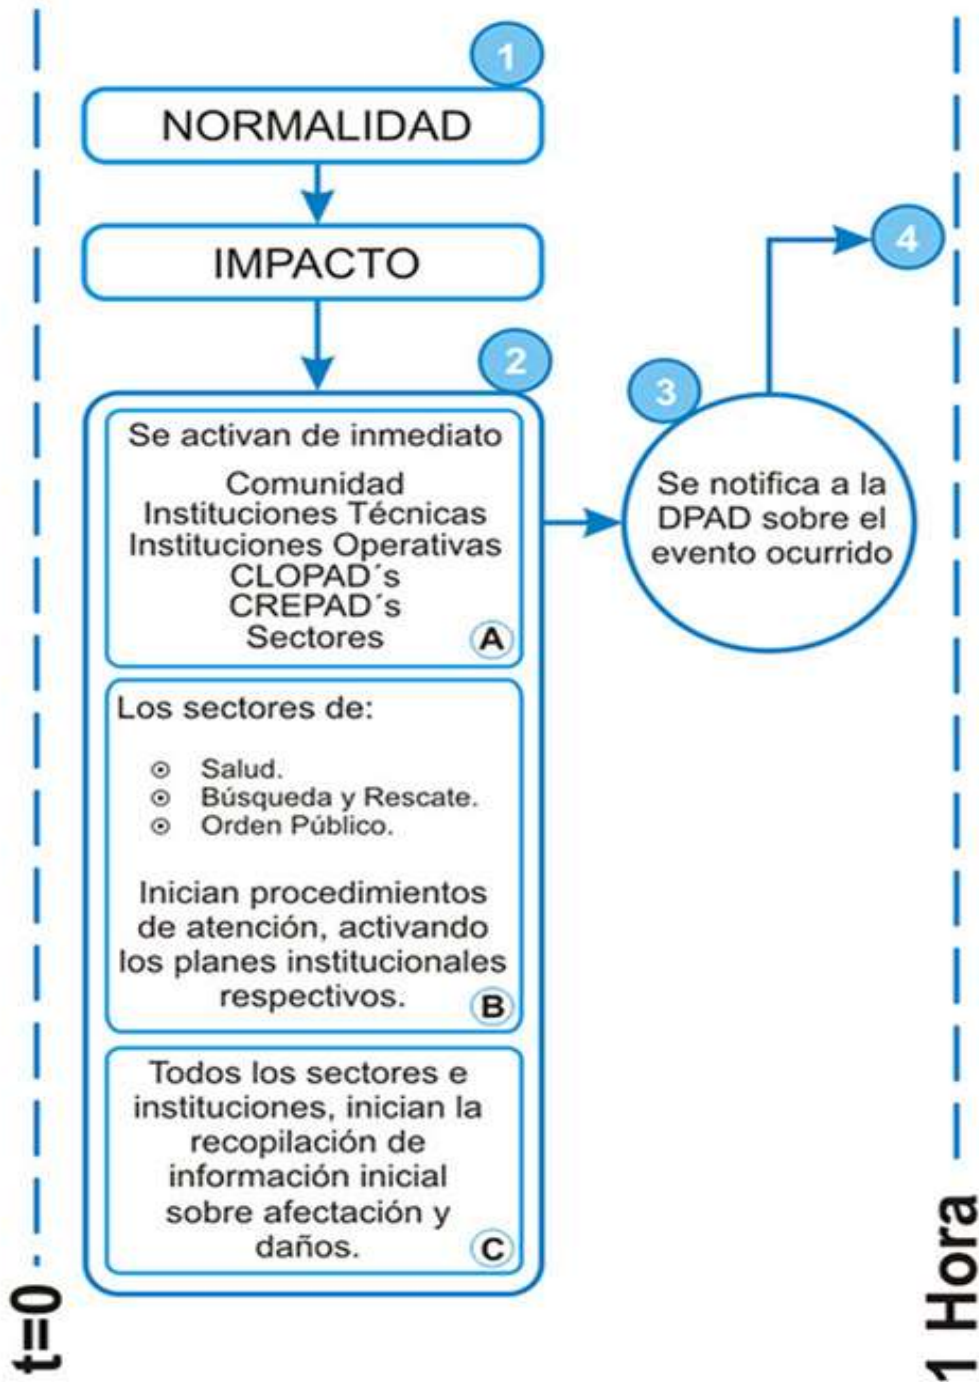 1
NORMALIDAD
IMPACTO
2
Se activan de inmediato
Comunidad
Instituciones Técnicas
Instituciones Operativas
CLOPAD´s
CREPAD´s
Sectores
A
Los sectores de:
Salud.
Búsqueda y Rescate.
Orden Público.
Inician procedimientos
de atención, activando
los planes institucionales
respectivos.
B
Todos los sectores e
instituciones, inician la
recopilación de
información inicial
sobre afectación y
daños.
C
3
Se notifica a la
DPAD sobre el
evento ocurrido
4
t=0
1 Hora